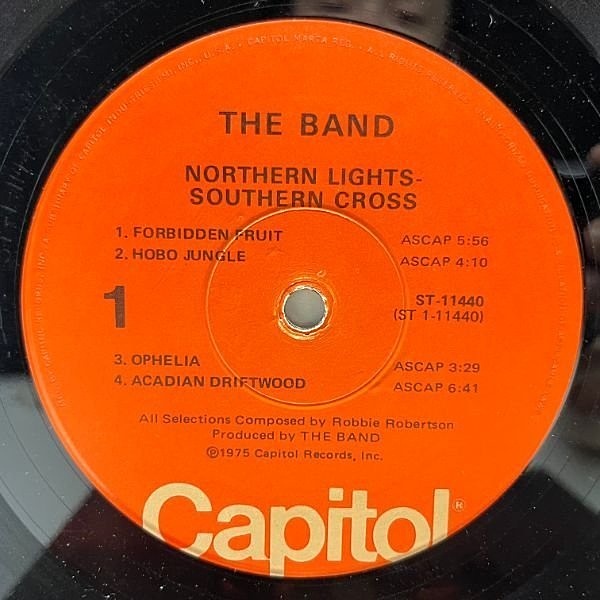 THE BAND
NORTHERN LIGHTS-
SOUTHERN CROSS
1. FORBIDDEN FRUIT ASCAP 5:56
2. HOBO JUNGLE ASCAP 4:10
1
ST-11440
(ST 1-11440)
3. OPHELIA ASCAP 3:29
4. ACADIAN DRIFTWOOD ASCAP 6:41
All Selections Composed by Robbie Robertson
Produced by THE BAND
℗1975 Capitol Records, Inc.
Capitol®